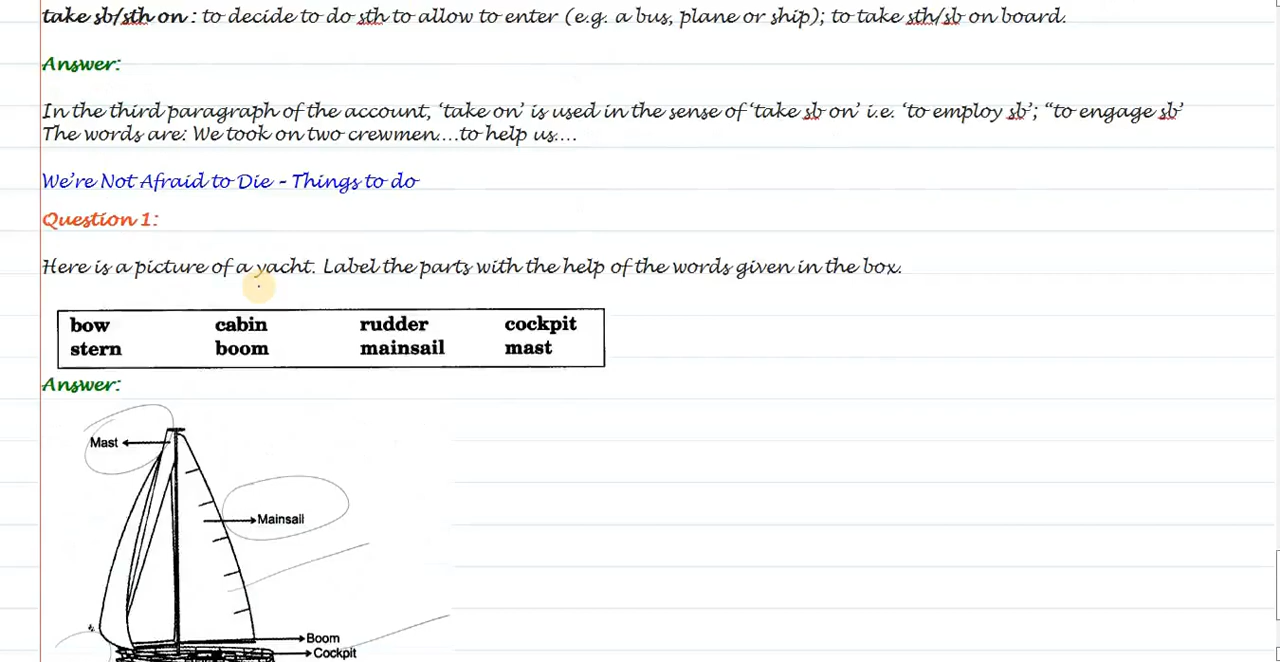 take sb/sth on : to decide to do sth to allow to enter (e.g. a bus, plane or ship); to take sth/sb on board.
Answer:
In the third paragraph of the account, ‘take on’ is used in the sense of ‘take sb on’ i.e. ‘to employ sb’; “to engage sb’
The words are: We took on two crewmen....to help us....
We’re Not Afraid to Die – Things to do
Question 1:
Here is a picture of a yacht. Label the parts with the help of the words given in the box.
bow cabin rudder cockpit
stern boom mainsail mast
Answer:
Mast
Mainsail
Boom
Cockpit